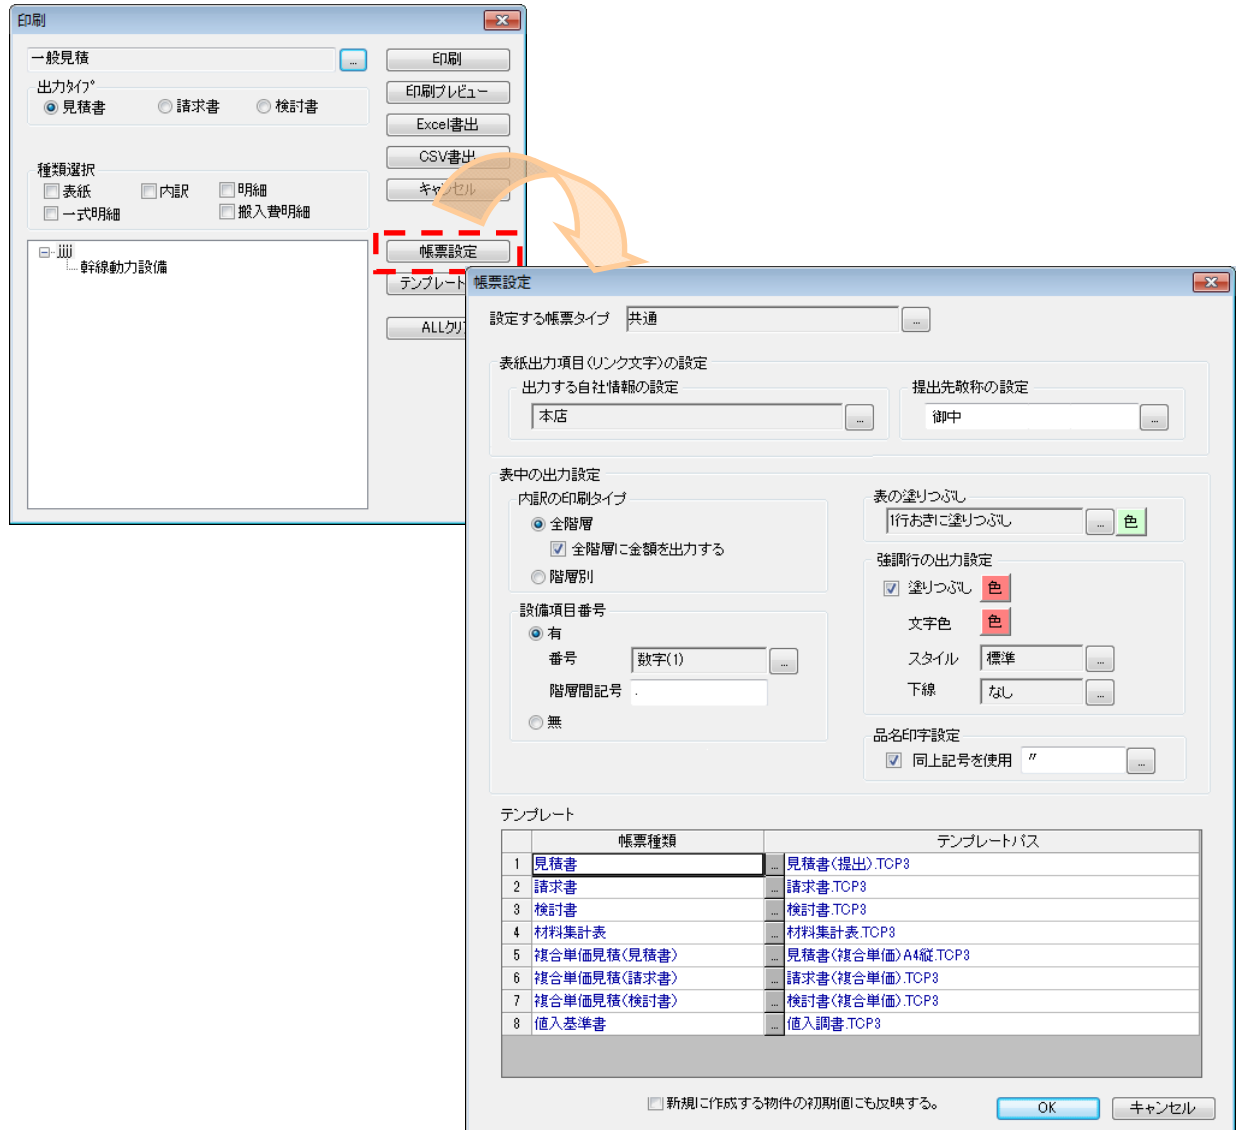 印刷
一般見積
...
印刷
出力ﾀｲﾌﾟ
見積書
請求書
検討書
印刷プレビュー
Excel書出
CSV書出
種類選択
表紙
内訳
明細
一式明細
搬入費明細
キャンセル
jjjj
幹線動力設備
帳票設定
テンプレート
ALLｸﾘ
帳票設定
設定する帳票タイプ 共通 ...
表紙出力項目(リンク文字)の設定
出力する自社情報の設定
本店 ...
提出先敬称の設定
御中 ...
表中の出力設定
内訳の印刷タイプ
全階層
全階層に金額を出力する
階層別
設備項目番号
有
番号 数字(1) ...
階層間記号 .
無
表の塗りつぶし
1行おきに塗りつぶし ... 色
強調行の出力設定
塗りつぶし 色
文字色 色
スタイル 標準 ...
下線 なし ...
品名印字設定
同上記号を使用 〃 ...
テンプレート
帳票種類 テンプレートパス
1 見積書 ... 見積書(提出).TCP3
2 請求書 ... 請求書.TCP3
3 検討書 ... 検討書.TCP3
4 材料集計表 ... 材料集計表.TCP3
5 複合単価見積(見積書) ... 見積書(複合単価)A4縦.TCP3
6 複合単価見積(請求書) ... 請求書(複合単価).TCP3
7 複合単価見積(検討書) ... 検討書(複合単価).TCP3
8 値入基準書 ... 値入調書.TCP3
新規に作成する物件の初期値にも反映する。
OK
キャンセル